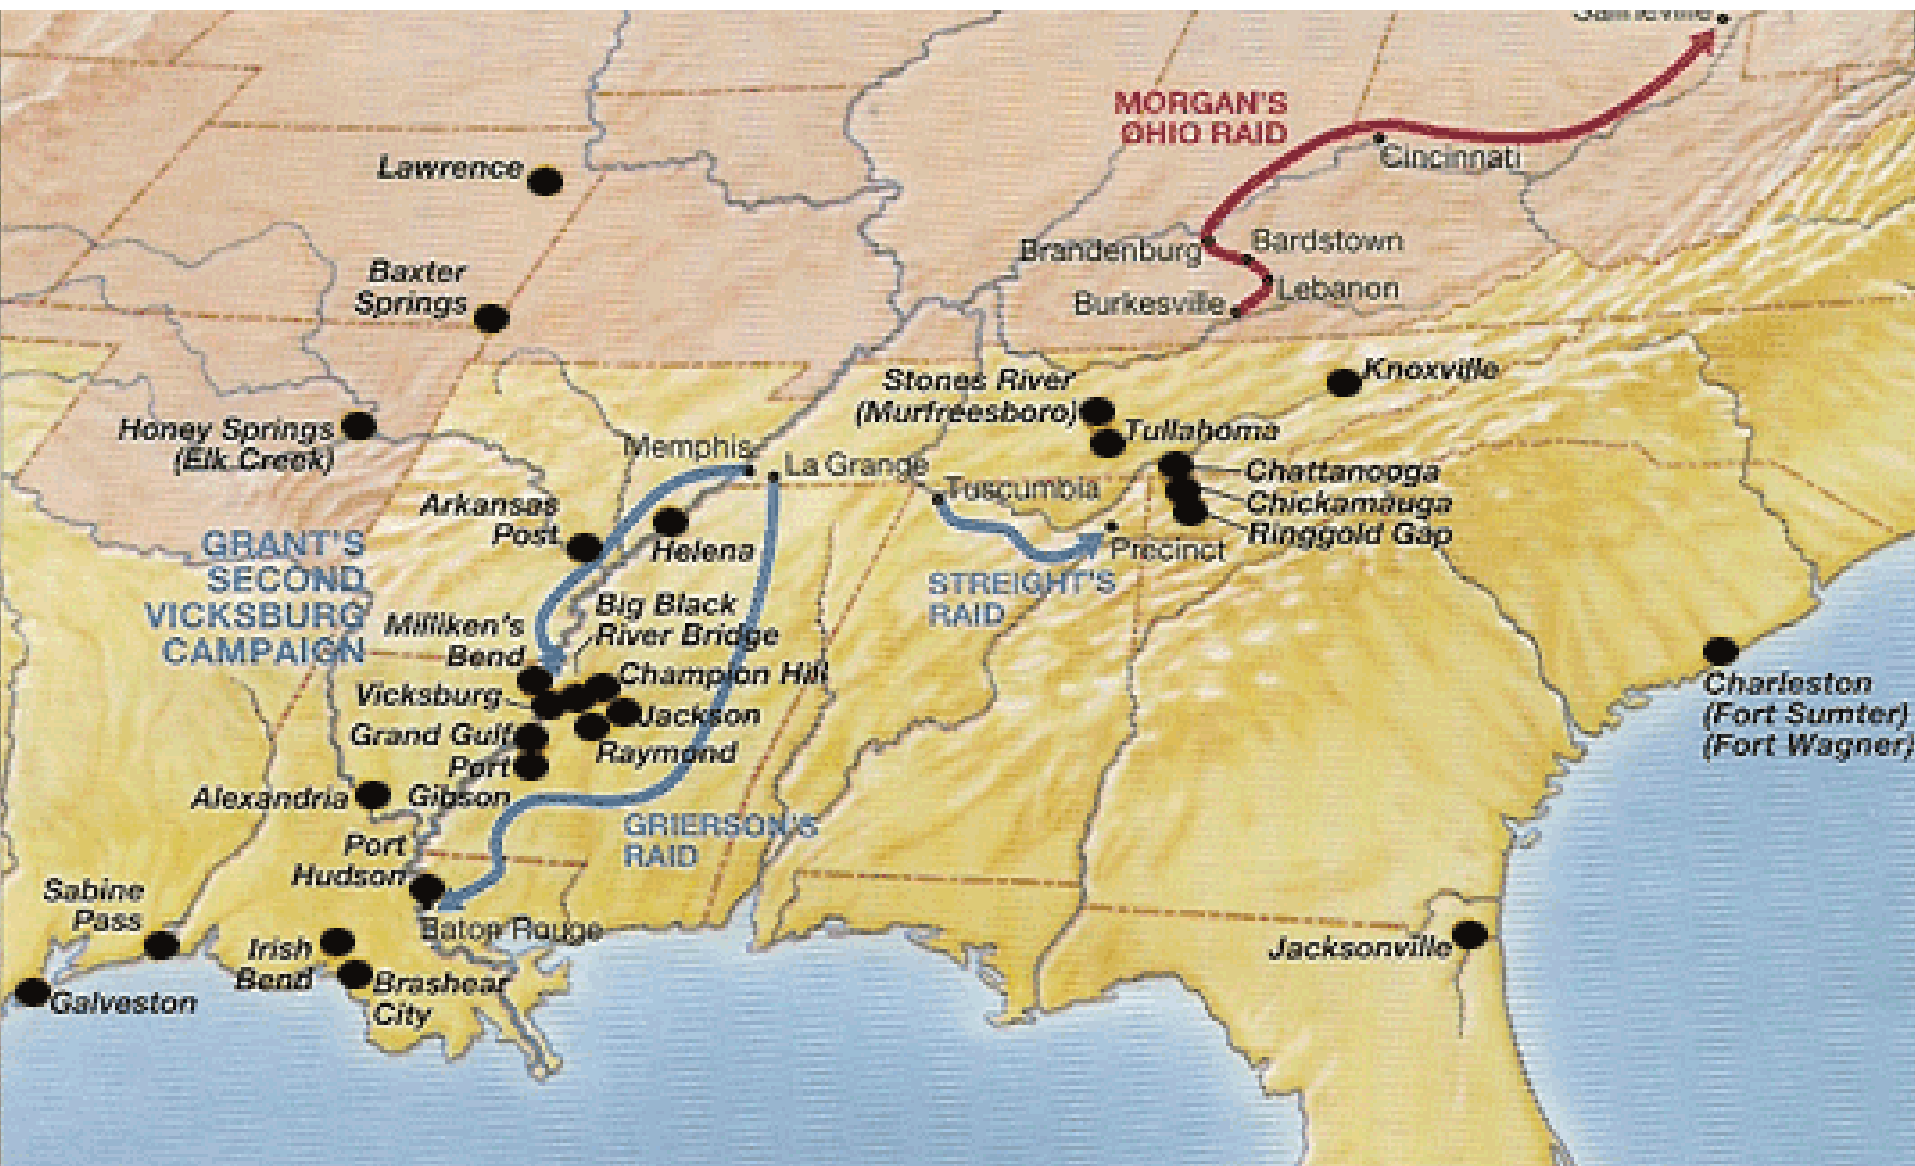 Salineville
MORGAN'S
OHIO RAID
Cincinnati
Lawrence
Brandenburg
Bardstown
Lebanon
Burkesville
Baxter
Springs
Knoxville
Stones River
(Murfreesboro)
Tullahoma
Honey Springs
(Elk Creek)
Memphis
La Grange
Tuscumbia
Chattanooga
Chickamauga
Ringgold Gap
Arkansas
Post
Helena
Precinct
GRANT'S
SECOND
VICKSBURG
CAMPAIGN
STREIGHT'S
RAID
Milliken's
Bend
Big Black
River Bridge
Champion Hill
Vicksburg
Jackson
Grand Gulf
Raymond
Port
Gibson
Alexandria
Charleston
(Fort Sumter)
(Fort Wagner)
GRIERSON'S
RAID
Port
Hudson
Baton Rouge
Sabine
Pass
Irish
Bend
Brashear
City
Galveston
Jacksonville